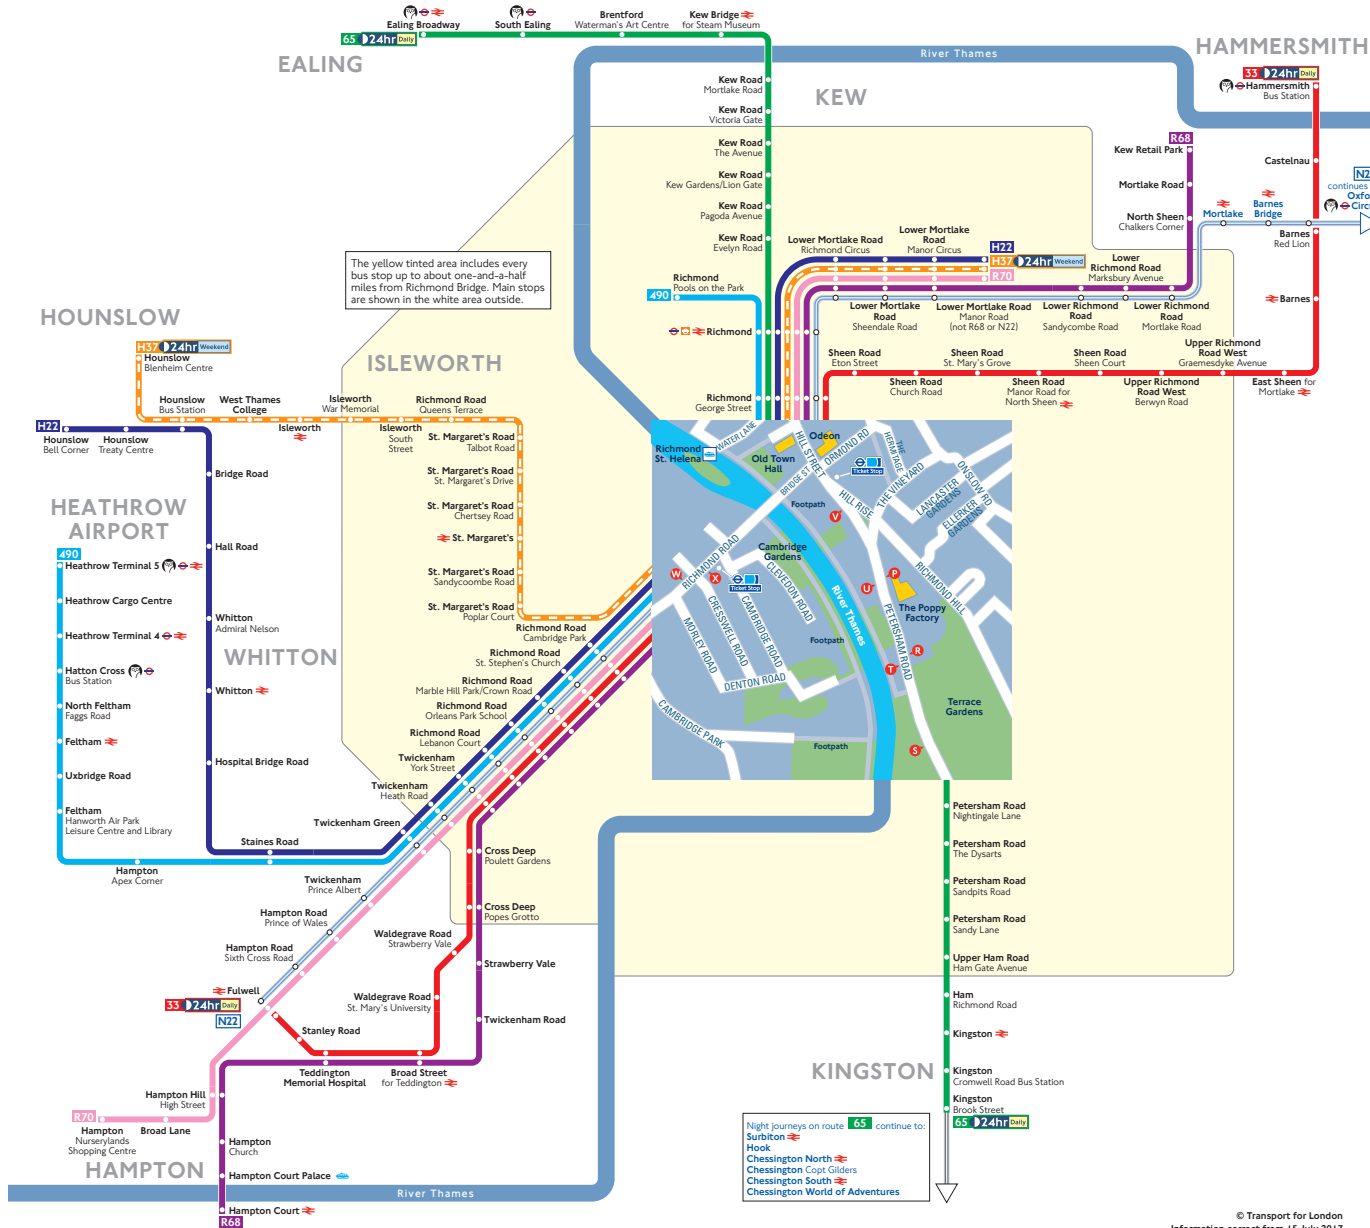 Ealing Broadway
65 24hr Daily
South Ealing
Brentford
Waterman's Art Centre
Kew Bridge
for Steam Museum
EALING
River Thames
HAMMERSMITH
33 24hr Daily
Hammersmith
Bus Station
KEW
Kew Road
Mortlake Road
Kew Road
Victoria Gate
Kew Road
The Avenue
Kew Road
Kew Gardens/Lion Gate
Kew Road
Pagoda Avenue
Kew Road
Evelyn Road
R68
Kew Retail Park
Mortlake Road
North Sheen
Chalkers Corner
Castelnau
N2
continues
Oxfo
Circu
Mortlake
Barnes
Bridge
Barnes
Red Lion
Barnes
The yellow tinted area includes every
bus stop up to about one-and-a-half
miles from Richmond Bridge. Main stops
are shown in the white area outside.
Lower Mortlake Road
Richmond Circus
Lower Mortlake
Road
Manor Circus
H22
H37 24hr Weekend
R70
Lower
Richmond Road
Marksbury Avenue
Richmond
Pools on the Park
490
Lower Mortlake
Road
Sheendale Road
Lower Mortlake Road
Manor Road
(not R68 or N22)
Lower Richmond
Road
Sandycombe Road
Lower Richmond
Road
Mortlake Road
Richmond
Richmond
George Street
Sheen Road
Eton Street
Sheen Road
St. Mary's Grove
Sheen Road
Sheen Court
Upper Richmond
Road West
Graemesdyke Avenue
Sheen Road
Church Road
Sheen Road
Manor Road for
North Sheen
Upper Richmond
Road West
Berwyn Road
East Sheen for
Mortlake
HOUNSLOW
H37 24hr Weekend
Hounslow
Blenheim Centre
ISLEWORTH
Hounslow
Bus Station
West Thames
College
Isleworth
War Memorial
Richmond Road
Queens Terrace
Isleworth
Isleworth
South
Street
H22
Hounslow
Bell Corner
Hounslow
Treaty Centre
Bridge Road
Hall Road
Whitton
Admiral Nelson
WHITTON
Whitton
Hospital Bridge Road
St. Margaret's Road
Talbot Road
St. Margaret's Road
St. Margaret's Drive
St. Margaret's Road
Chertsey Road
St. Margaret's
St. Margaret's Road
Sandycombe Road
St. Margaret's Road
Poplar Court
HEATHROW
AIRPORT
490
Heathrow Terminal 5
Heathrow Cargo Centre
Heathrow Terminal 4
Hatton Cross
Bus Station
North Feltham
Faggs Road
Feltham
Uxbridge Road
Feltham
Hanworth Air Park
Leisure Centre and Library
Hampton
Apex Corner
Staines Road
Richmond Road
Cambridge Park
Richmond Road
St. Stephen's Church
Richmond Road
Marble Hill Park/Crown Road
Richmond Road
Orleans Park School
Richmond Road
Lebanon Court
Twickenham
York Street
Twickenham
Heath Road
Twickenham Green
Twickenham
Prince Albert
Hampton Road
Prince of Wales
Hampton Road
Sixth Cross Road
Fulwell
33 24hr Daily
N22
Richmond
St. Helena
WATER LANE
Old Town
Hall
Odeon
HILL STREET
ORMOND RD
THE HERMITAGE
BRIDGE ST
Ticket Stop
HILL RISE
THE VINEYARD
LANCASTER
GARDENS
ONSLOW RD
ELLERKER
GARDENS
Footpath
V
RICHMOND ROAD
Cambridge
Gardens
CLEVEDON ROAD
W
X
Ticket Stop
CAMBRIDGE ROAD
CRESSWELL ROAD
MORLEY ROAD
DENTON ROAD
CAMBRIDGE PARK
Footpath
Footpath
River Thames
U
P
The Poppy
Factory
RICHMOND HILL
PETERSHAM ROAD
R
T
S
Terrace
Gardens
Petersham Road
Nightingale Lane
Petersham Road
The Dysarts
Petersham Road
Sandpits Road
Petersham Road
Sandy Lane
Upper Ham Road
Ham Gate Avenue
Ham
Richmond Road
Kingston
KINGSTON
Kingston
Cromwell Road Bus Station
Kingston
Brook Street
65 24hr Daily
Cross Deep
Poulett Gardens
Cross Deep
Popes Grotto
Waldegrave Road
Strawberry Vale
Strawberry Vale
Waldegrave Road
St. Mary's University
Twickenham Road
Stanley Road
Teddington
Memorial Hospital
Broad Street
for Teddington
Hampton Hill
High Street
R70
Hampton
Nurserylands
Shopping Centre
Broad Lane
Hampton
Church
HAMPTON
Hampton Court Palace
Hampton Court
R68
River Thames
Night journeys on route 65 continue to:
Surbiton
Hook
Chessington North
Chessington Copt Gilders
Chessington South
Chessington World of Adventures
© Transport for London
Information correct from 15 July 2017